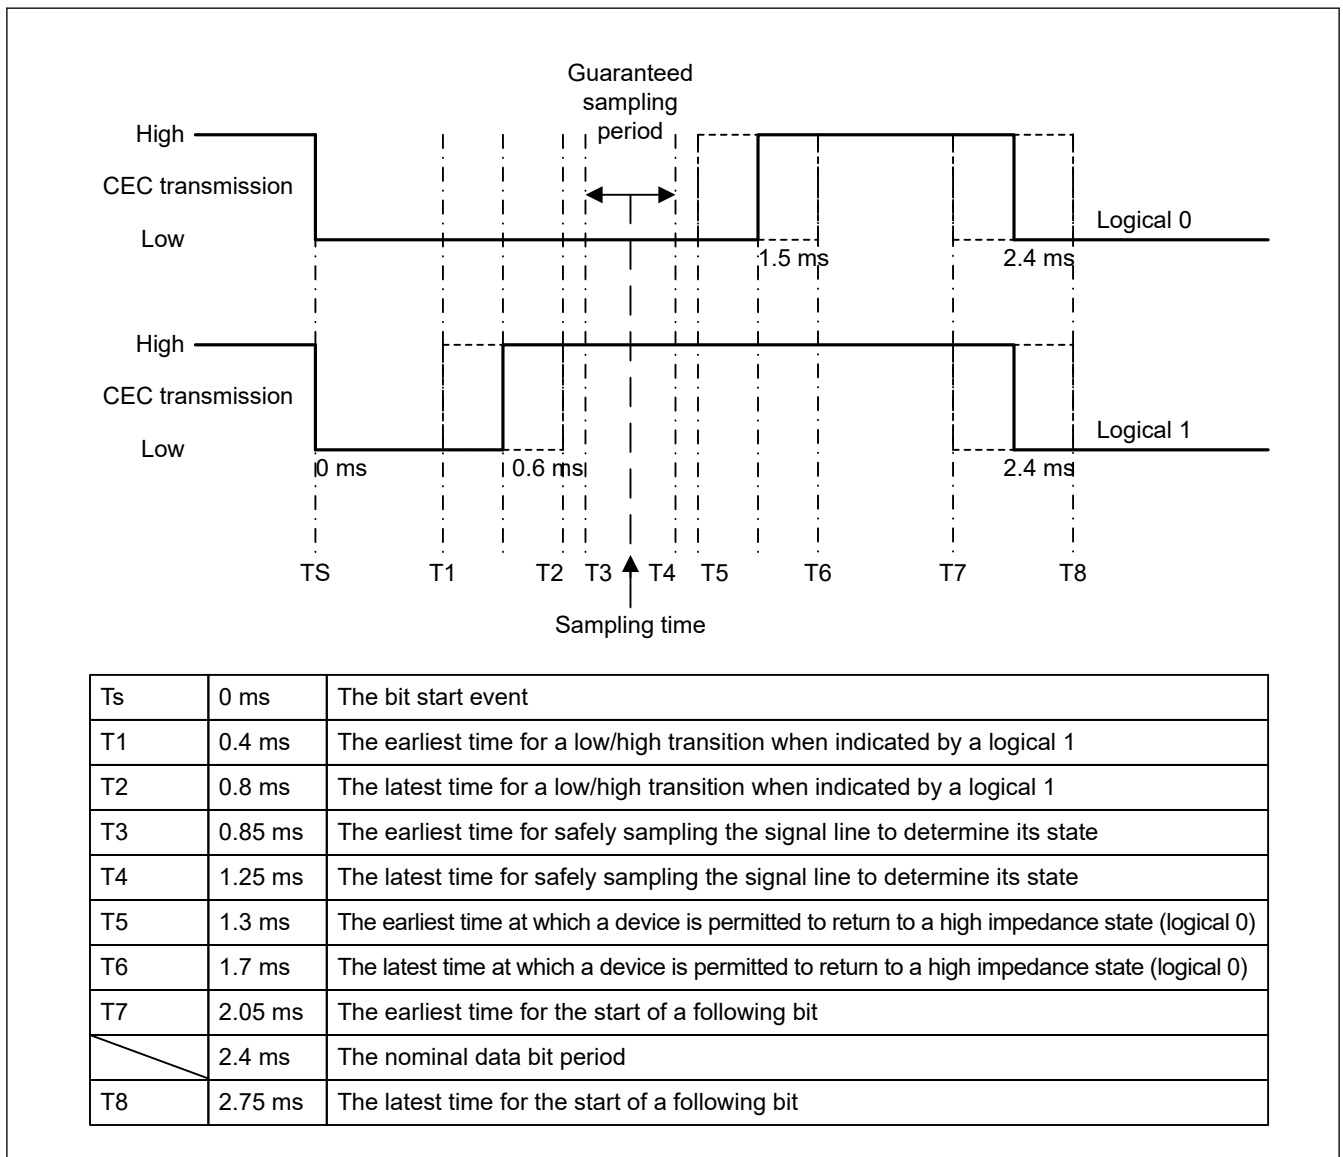 Guaranteed
sampling
period
High
CEC transmission
Low
Logical 0
1.5 ms
2.4 ms
High
CEC transmission
Low
Logical 1
0 ms
0.6 ms
2.4 ms
TS T1 T2 T3 T4 T5 T6 T7 T8
Sampling time
Ts 0 ms The bit start event
T1 0.4 ms The earliest time for a low/high transition when indicated by a logical 1
T2 0.8 ms The latest time for a low/high transition when indicated by a logical 1
T3 0.85 ms The earliest time for safely sampling the signal line to determine its state
T4 1.25 ms The latest time for safely sampling the signal line to determine its state
T5 1.3 ms The earliest time at which a device is permitted to return to a high impedance state (logical 0)
T6 1.7 ms The latest time at which a device is permitted to return to a high impedance state (logical 0)
T7 2.05 ms The earliest time for the start of a following bit
2.4 ms The nominal data bit period
T8 2.75 ms The latest time for the start of a following bit